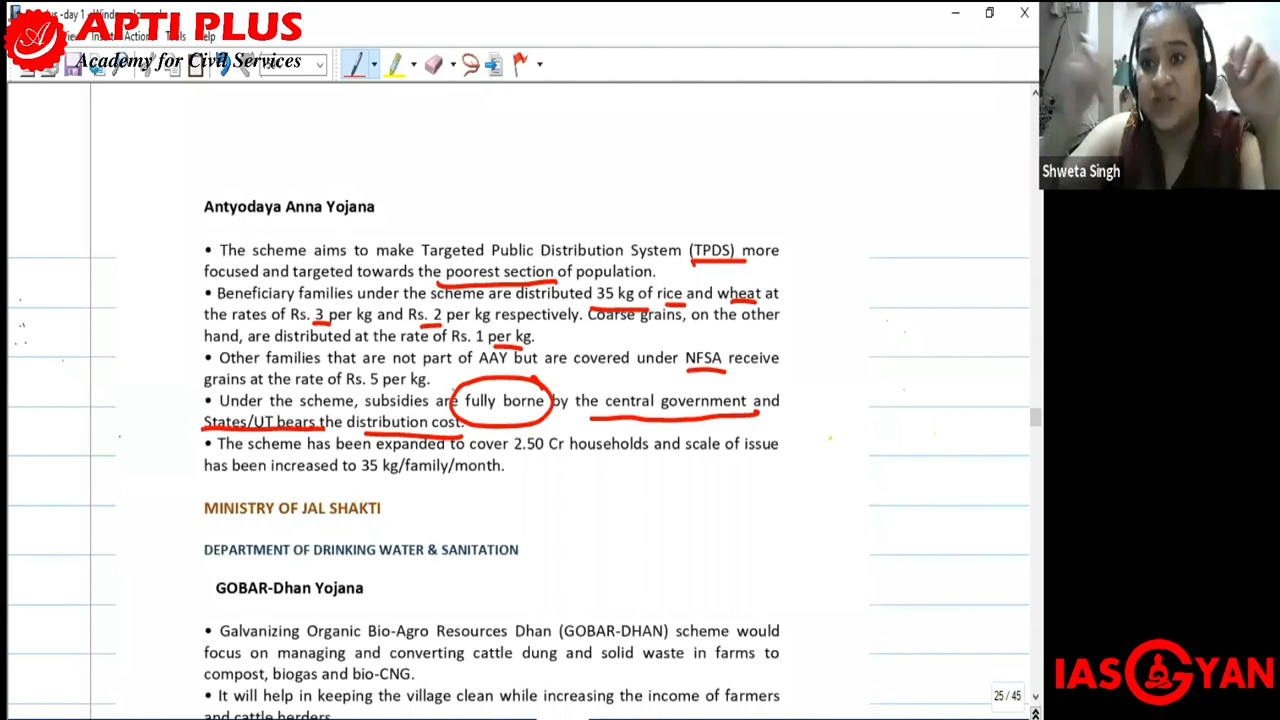 -day 1 - Wind
APTI PLUS
Actions Tools Help
Academy for Civil Services
Shweta Singh
Antyodaya Anna Yojana
• The scheme aims to make Targeted Public Distribution System (TPDS) more
focused and targeted towards the poorest section of population.
• Beneficiary families under the scheme are distributed 35 kg of rice and wheat at
the rates of Rs. 3 per kg and Rs. 2 per kg respectively. Coarse grains, on the other
hand, are distributed at the rate of Rs. 1 per kg.
• Other families that are not part of AAY but are covered under NFSA receive
grains at the rate of Rs. 5 per kg.
• Under the scheme, subsidies are fully borne by the central government and
States/UT bears the distribution cost.
• The scheme has been expanded to cover 2.50 Cr households and scale of issue
has been increased to 35 kg/family/month.
MINISTRY OF JAL SHAKTI
DEPARTMENT OF DRINKING WATER & SANITATION
GOBAR-Dhan Yojana
• Galvanizing Organic Bio-Agro Resources Dhan (GOBAR-DHAN) scheme would
focus on managing and converting cattle dung and solid waste in farms to
compost, biogas and bio-CNG.
• It will help in keeping the village clean while increasing the income of farmers
and cattle herders.
25 / 45
IAS GYAN